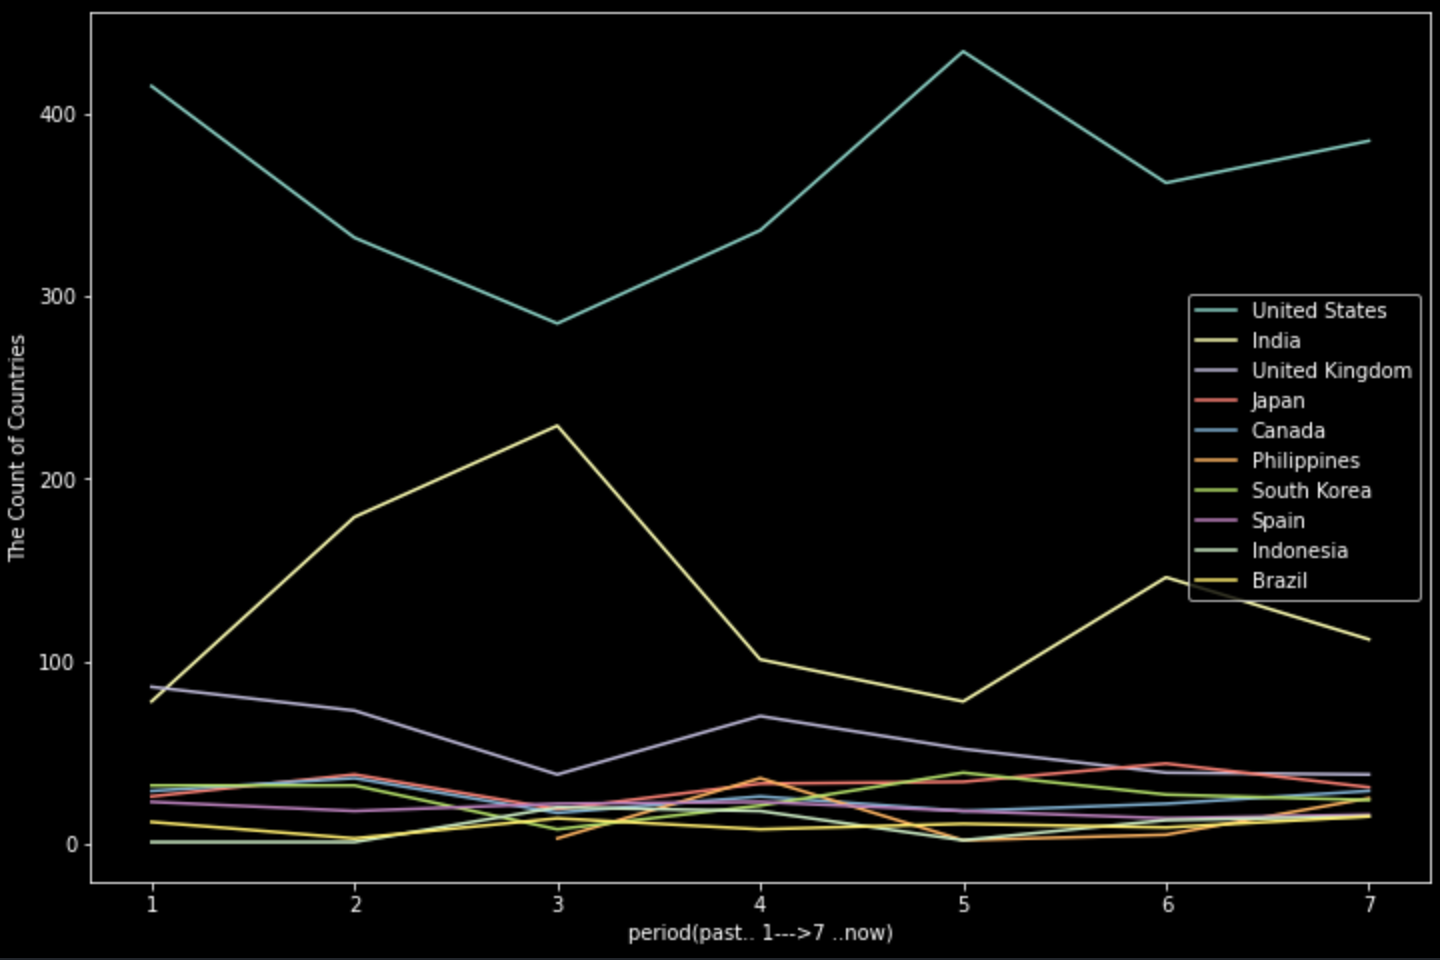 400
300
200
100
0
The Count of Countries
1 2 3 4 5 6 7
period(past.. 1--->7 ..now)
United States
India
United Kingdom
Japan
Canada
Philippines
South Korea
Spain
Indonesia
Brazil